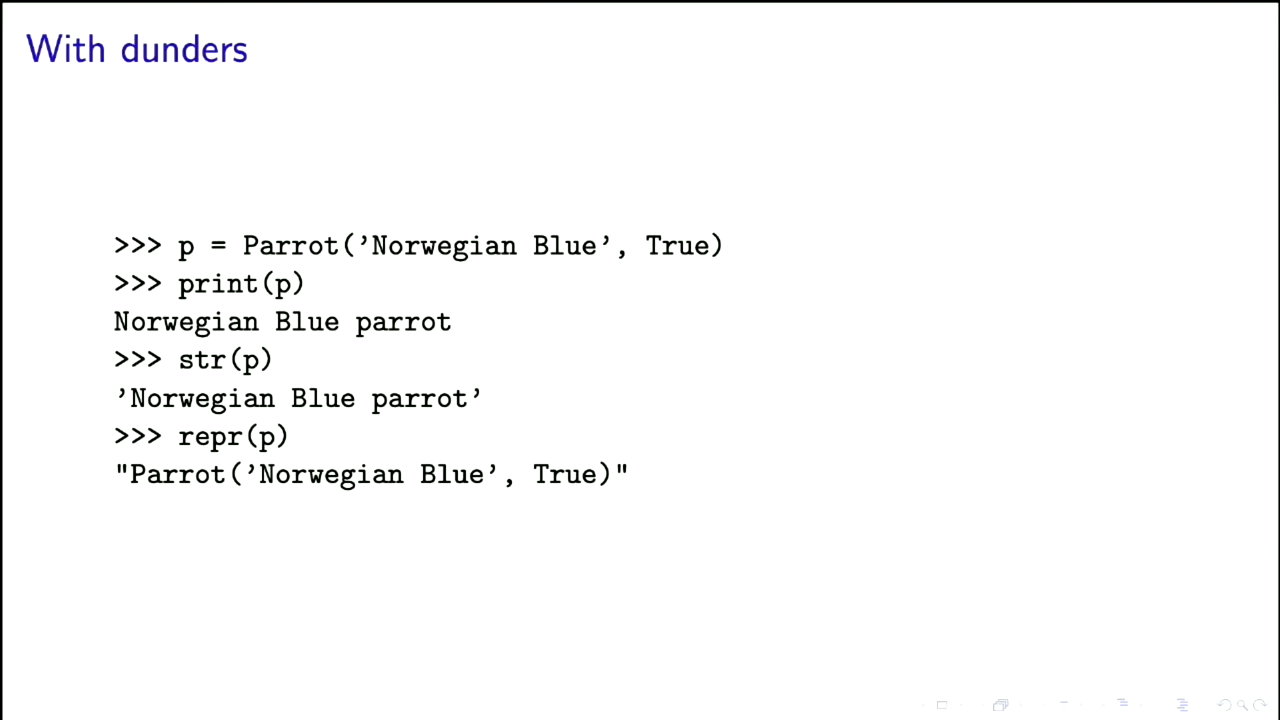 With dunders
>>> p = Parrot(’Norwegian Blue’, True)
>>> print(p)
Norwegian Blue parrot
>>> str(p)
’Norwegian Blue parrot’
>>> repr(p)
"Parrot(’Norwegian Blue’, True)"